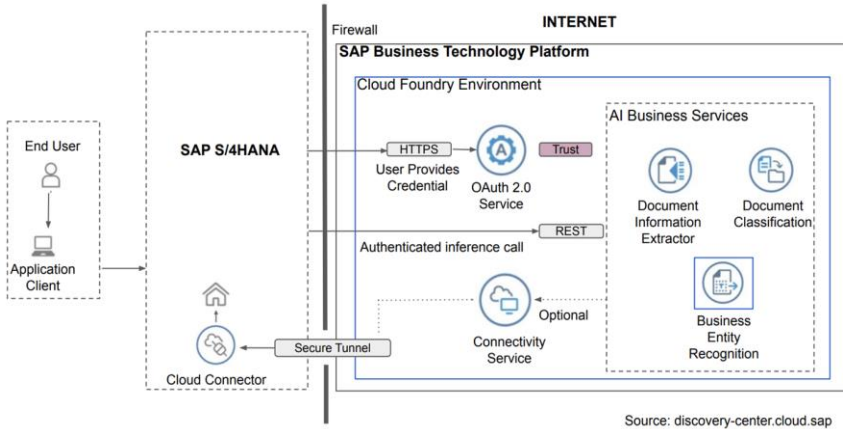 INTERNET
Firewall
SAP Business Technology Platform
Cloud Foundry Environment
AI Business Services
End User
SAP S/4HANA
HTTPS
Trust
User Provides
Credential
OAuth 2.0
Service
Document
Information
Extractor
Document
Classification
REST
Authenticated inference call
Application
Client
Optional
Connectivity
Service
Business
Entity
Recognition
Secure Tunnel
Cloud Connector
Source: discovery-center.cloud.sap